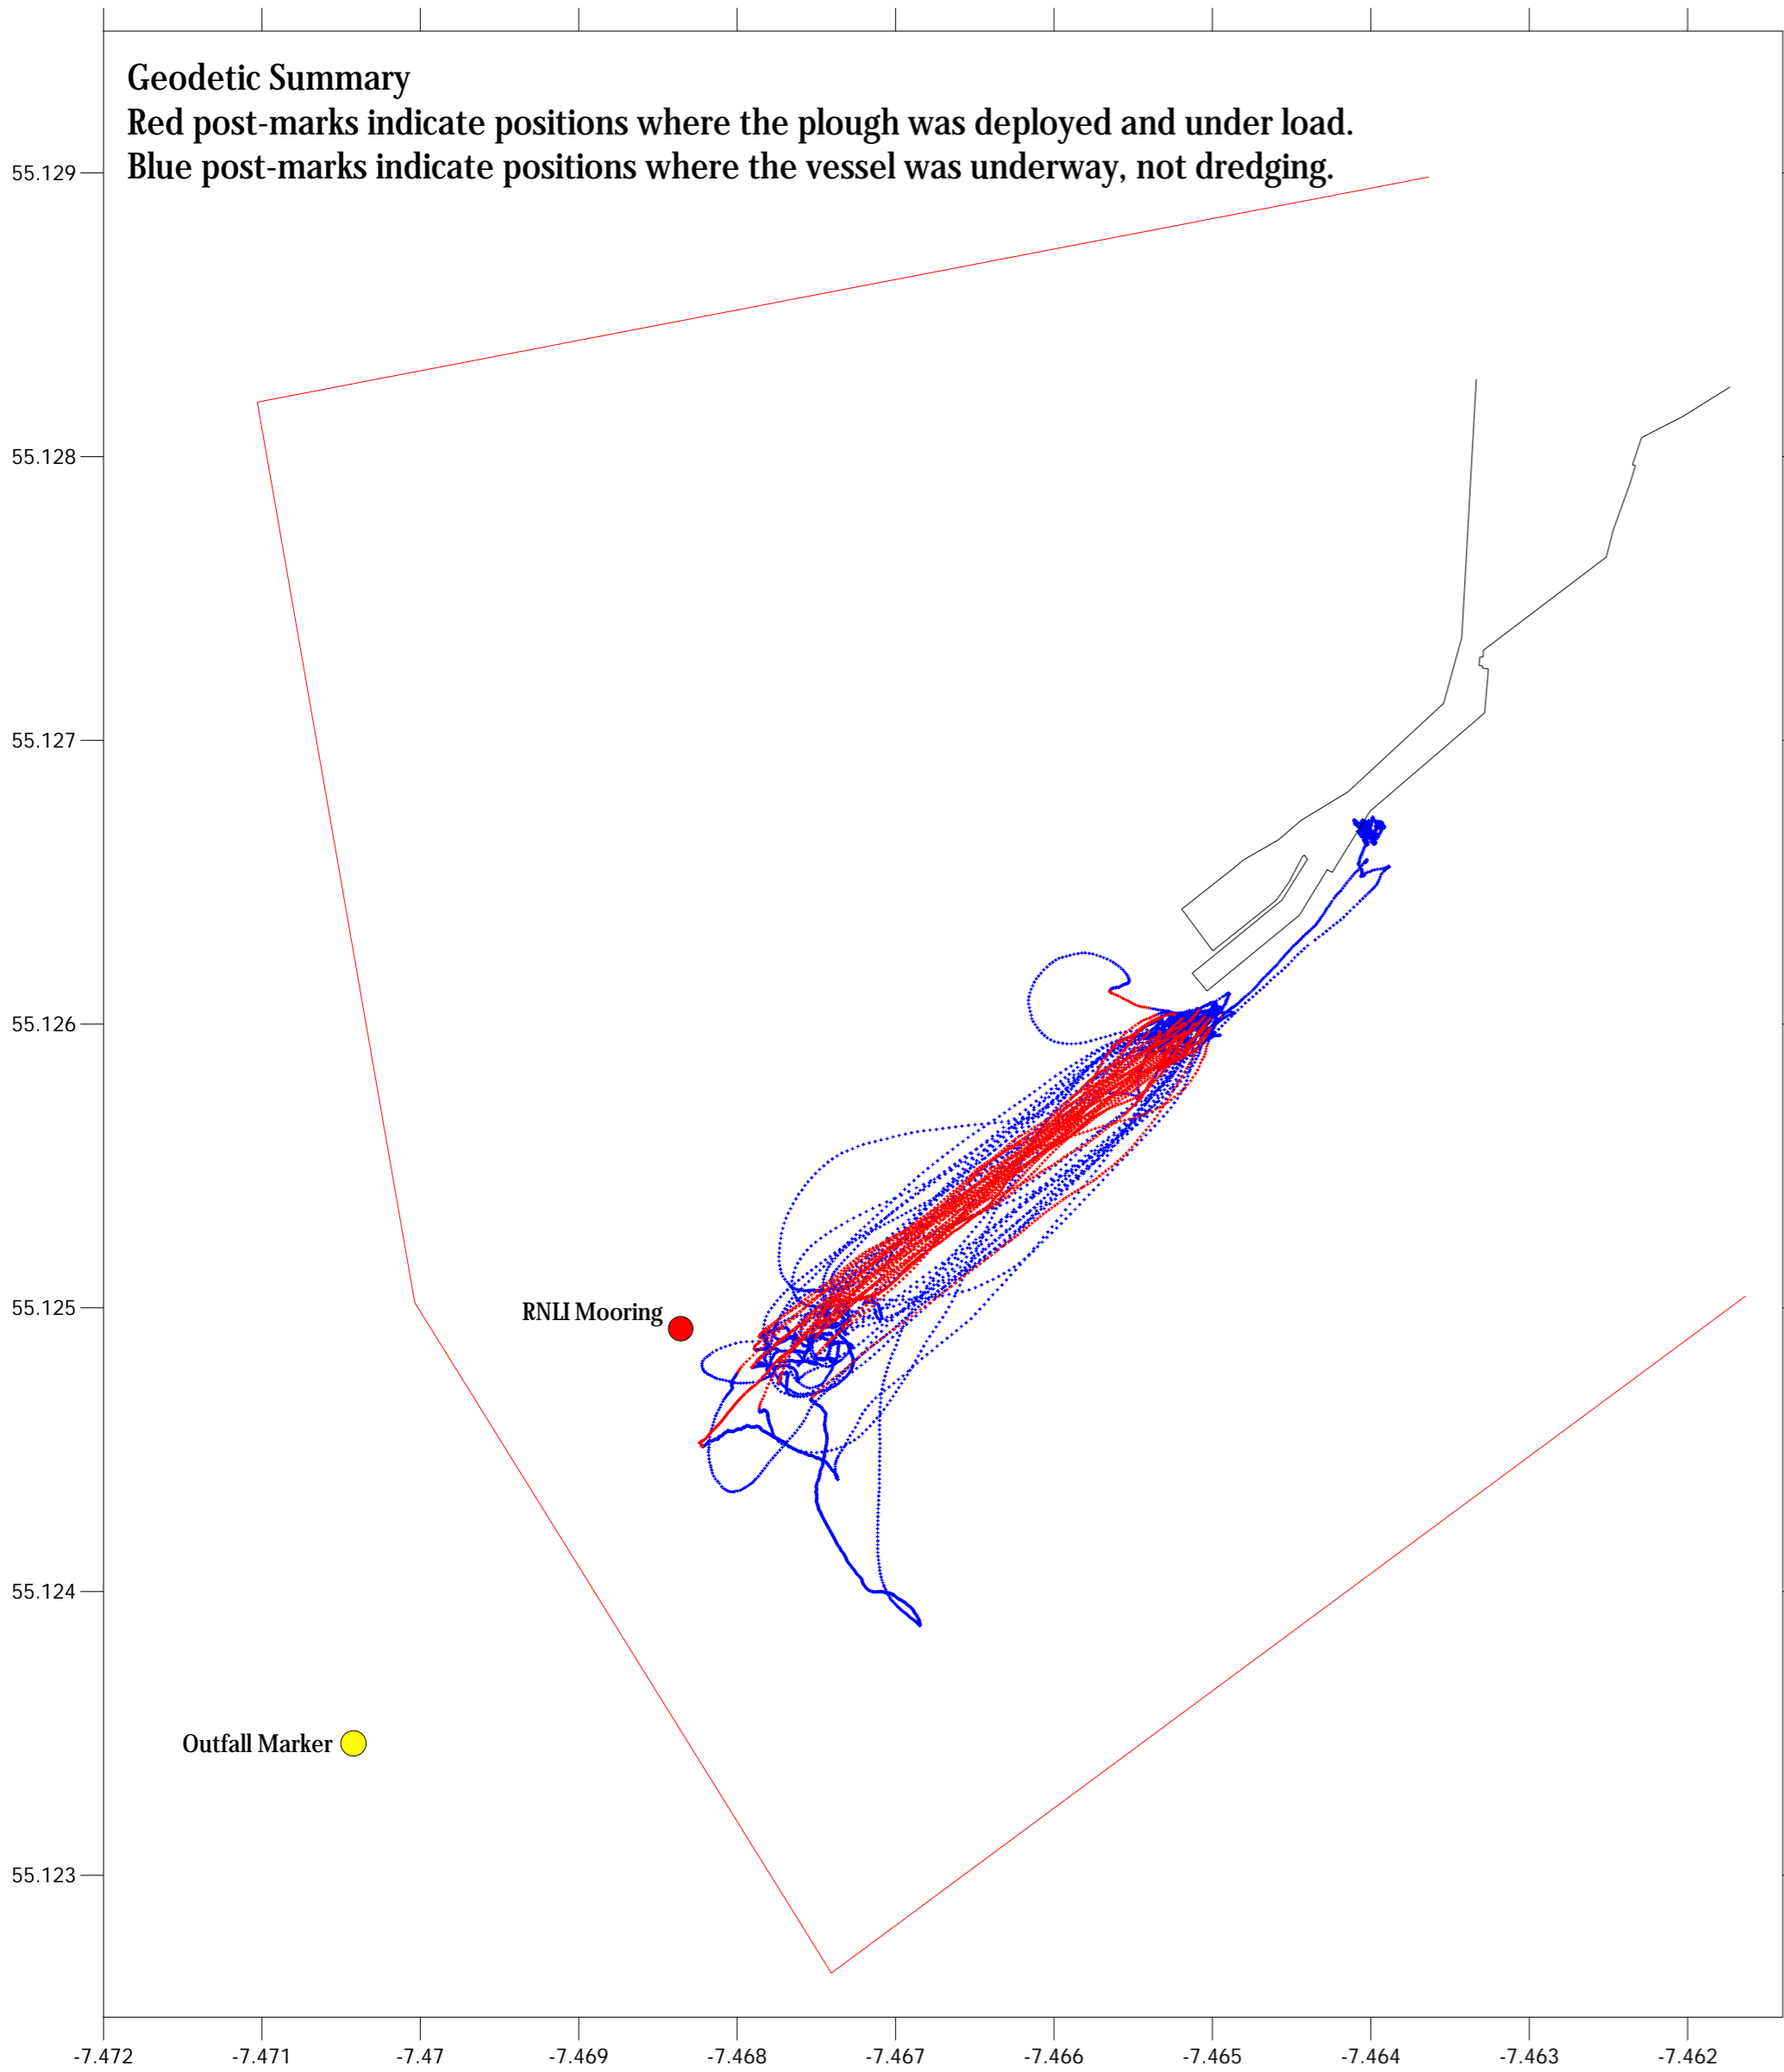 Geodetic Summary
Red post-marks indicate positions where the plough was deployed and under load.
Blue post-marks indicate positions where the vessel was underway, not dredging.
55.129
55.128
55.127
55.126
55.125
RNLI Mooring
55.124
Outfall Marker
55.123
-7.472 -7.471 -7.47 -7.469 -7.468 -7.467 -7.466 -7.465 -7.464 -7.463 -7.462